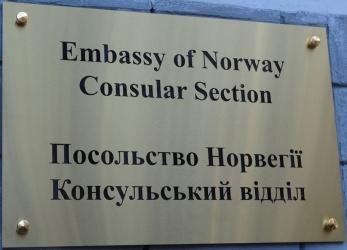 Embassy of Norway
Consular Section
Посольство Норвегії
Консульський відділ